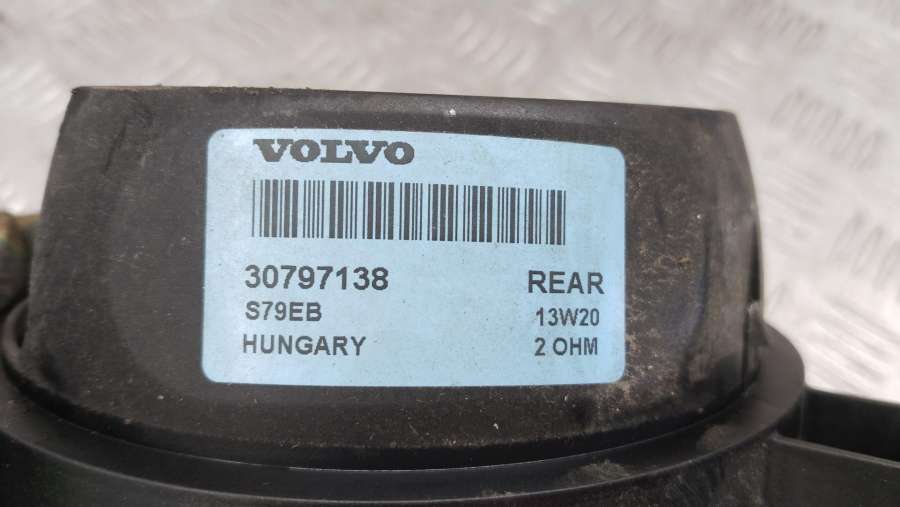 VOLVO
30797138 REAR
S79EB 13W20
HUNGARY 2 OHM